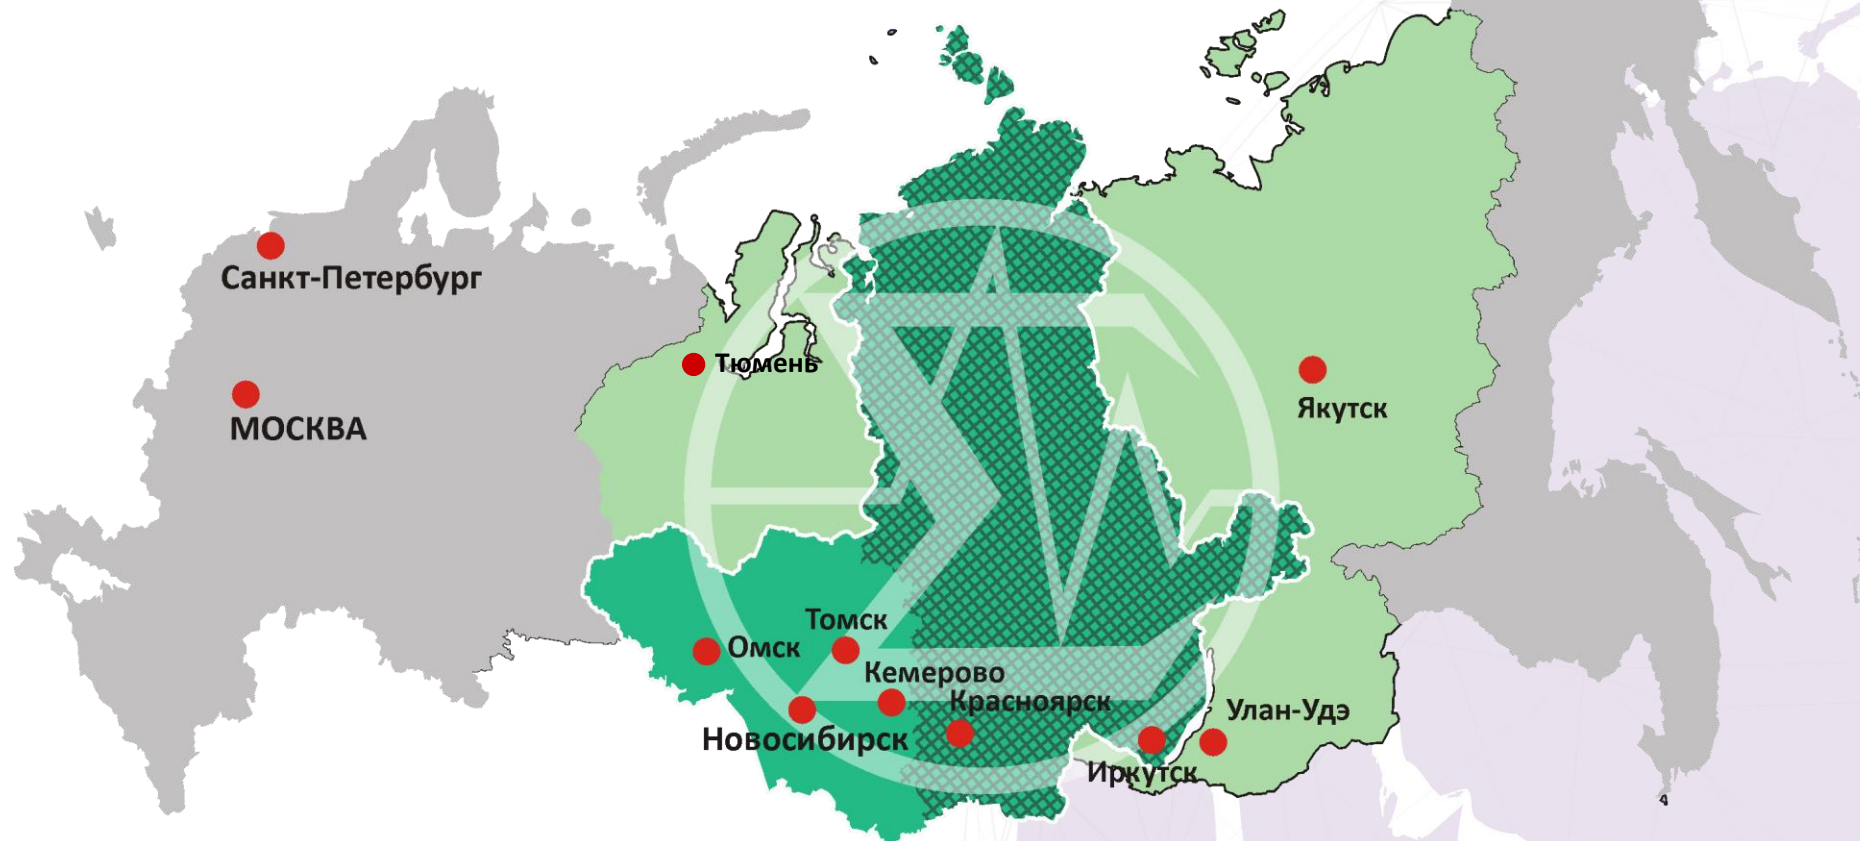 Санкт-Петербург
Тюмень
МОСКВА
Якутск
Томск
Омск
Кемерово
Красноярск
Улан-Удэ
Новосибирск
Иркутск